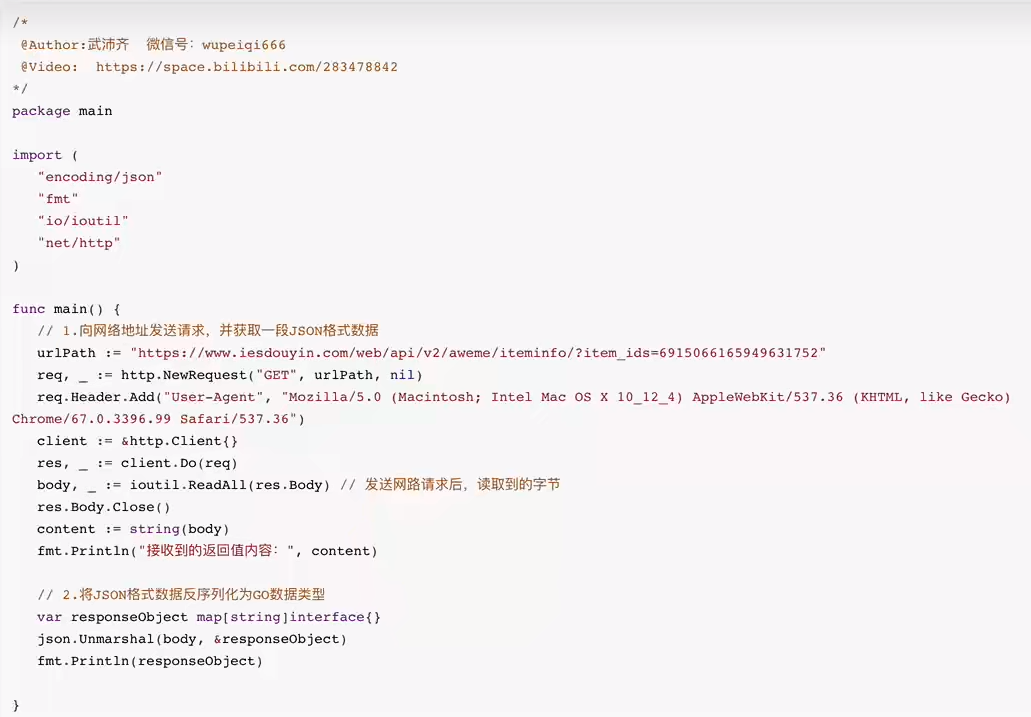 /*
@Author:武沛齐  微信号：wupeiqi666
@Video:  https://space.bilibili.com/283478842
*/
package main
import (
"encoding/json"
"fmt"
"io/ioutil"
"net/http"
)
func main() {
// 1.向网络地址发送请求，并获取一段JSON格式数据
urlPath := "https://www.iesdouyin.com/web/api/v2/aweme/iteminfo/?item_ids=6915066165949631752"
req, _ := http.NewRequest("GET", urlPath, nil)
req.Header.Add("User-Agent", "Mozilla/5.0 (Macintosh; Intel Mac OS X 10_12_4) AppleWebKit/537.36 (KHTML, like Gecko)
Chrome/67.0.3396.99 Safari/537.36")
client := &http.Client{}
res, _ := client.Do(req)
body, _ := ioutil.ReadAll(res.Body) // 发送网路请求后，读取到的字节
res.Body.Close()
content := string(body)
fmt.Println("接收到的返回值内容：", content)
// 2.将JSON格式数据反序列化为GO数据类型
var responseObject map[string]interface{}
json.Unmarshal(body, &responseObject)
fmt.Println(responseObject)
}